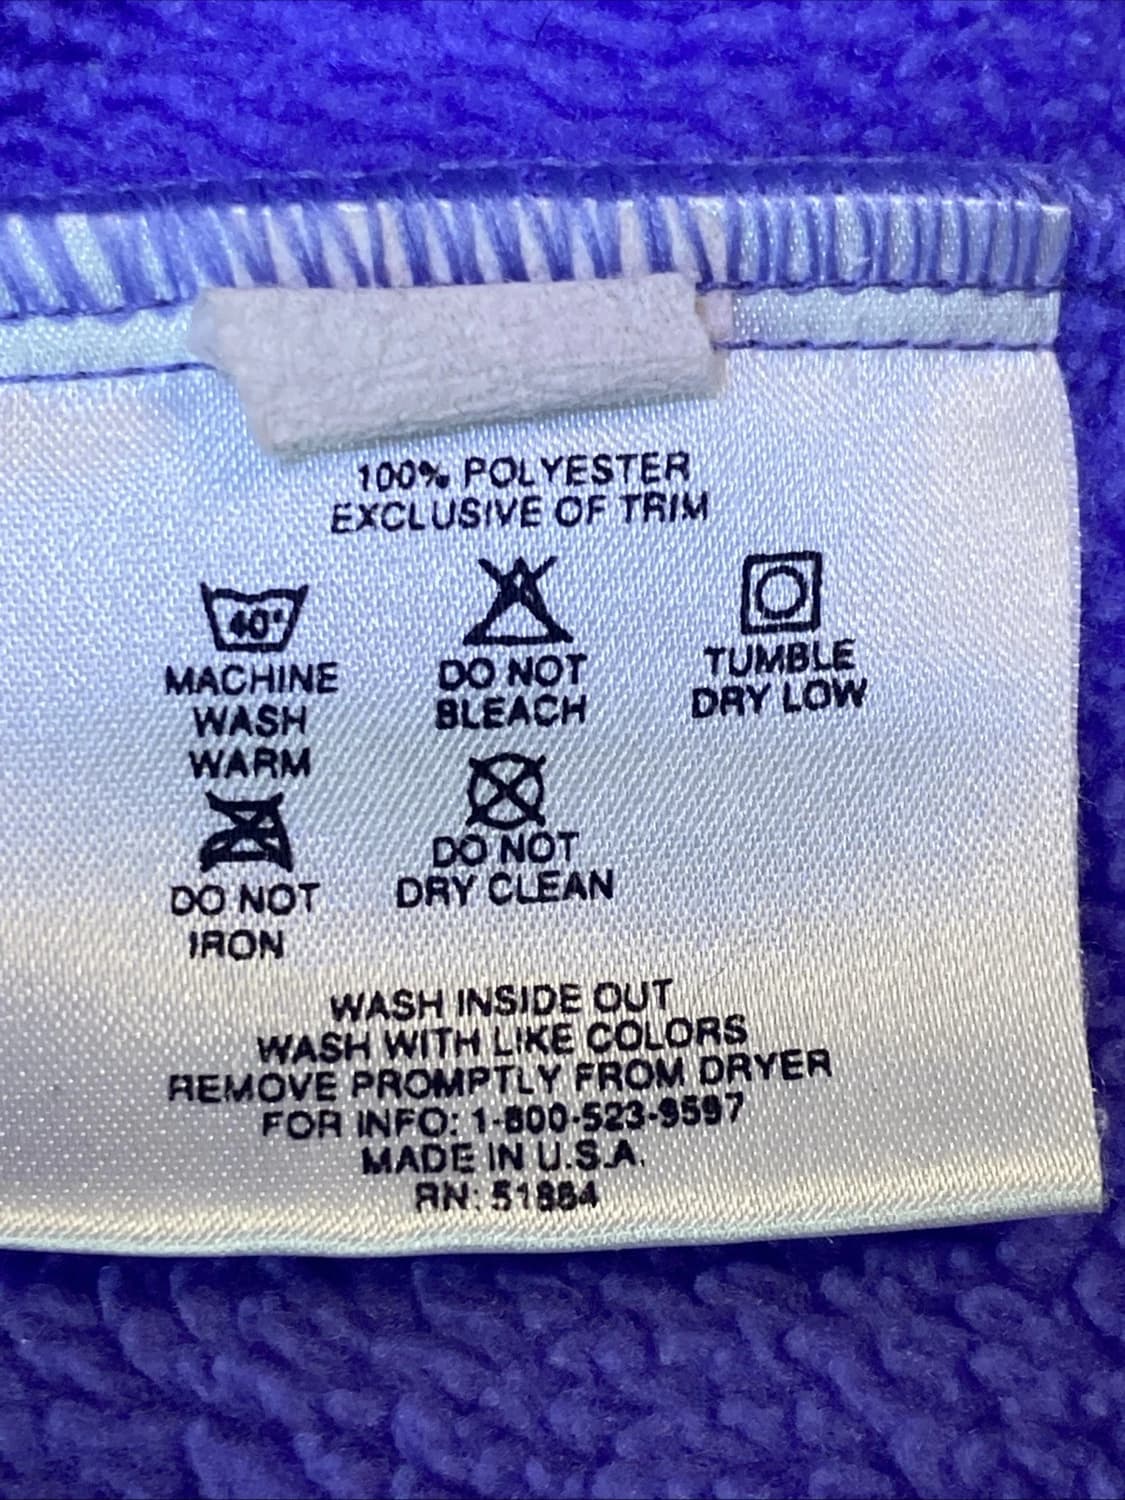 100% POLYESTER
EXCLUSIVE OF TRIM
40°
MACHINE
WASH
WARM
DO NOT
BLEACH
TUMBLE
DRY LOW
DO NOT
IRON
DO NOT
DRY CLEAN
WASH INSIDE OUT
WASH WITH LIKE COLORS
REMOVE PROMPTLY FROM DRYER
FOR INFO: 1-800-523-9597
MADE IN U.S.A.
RN: 51884